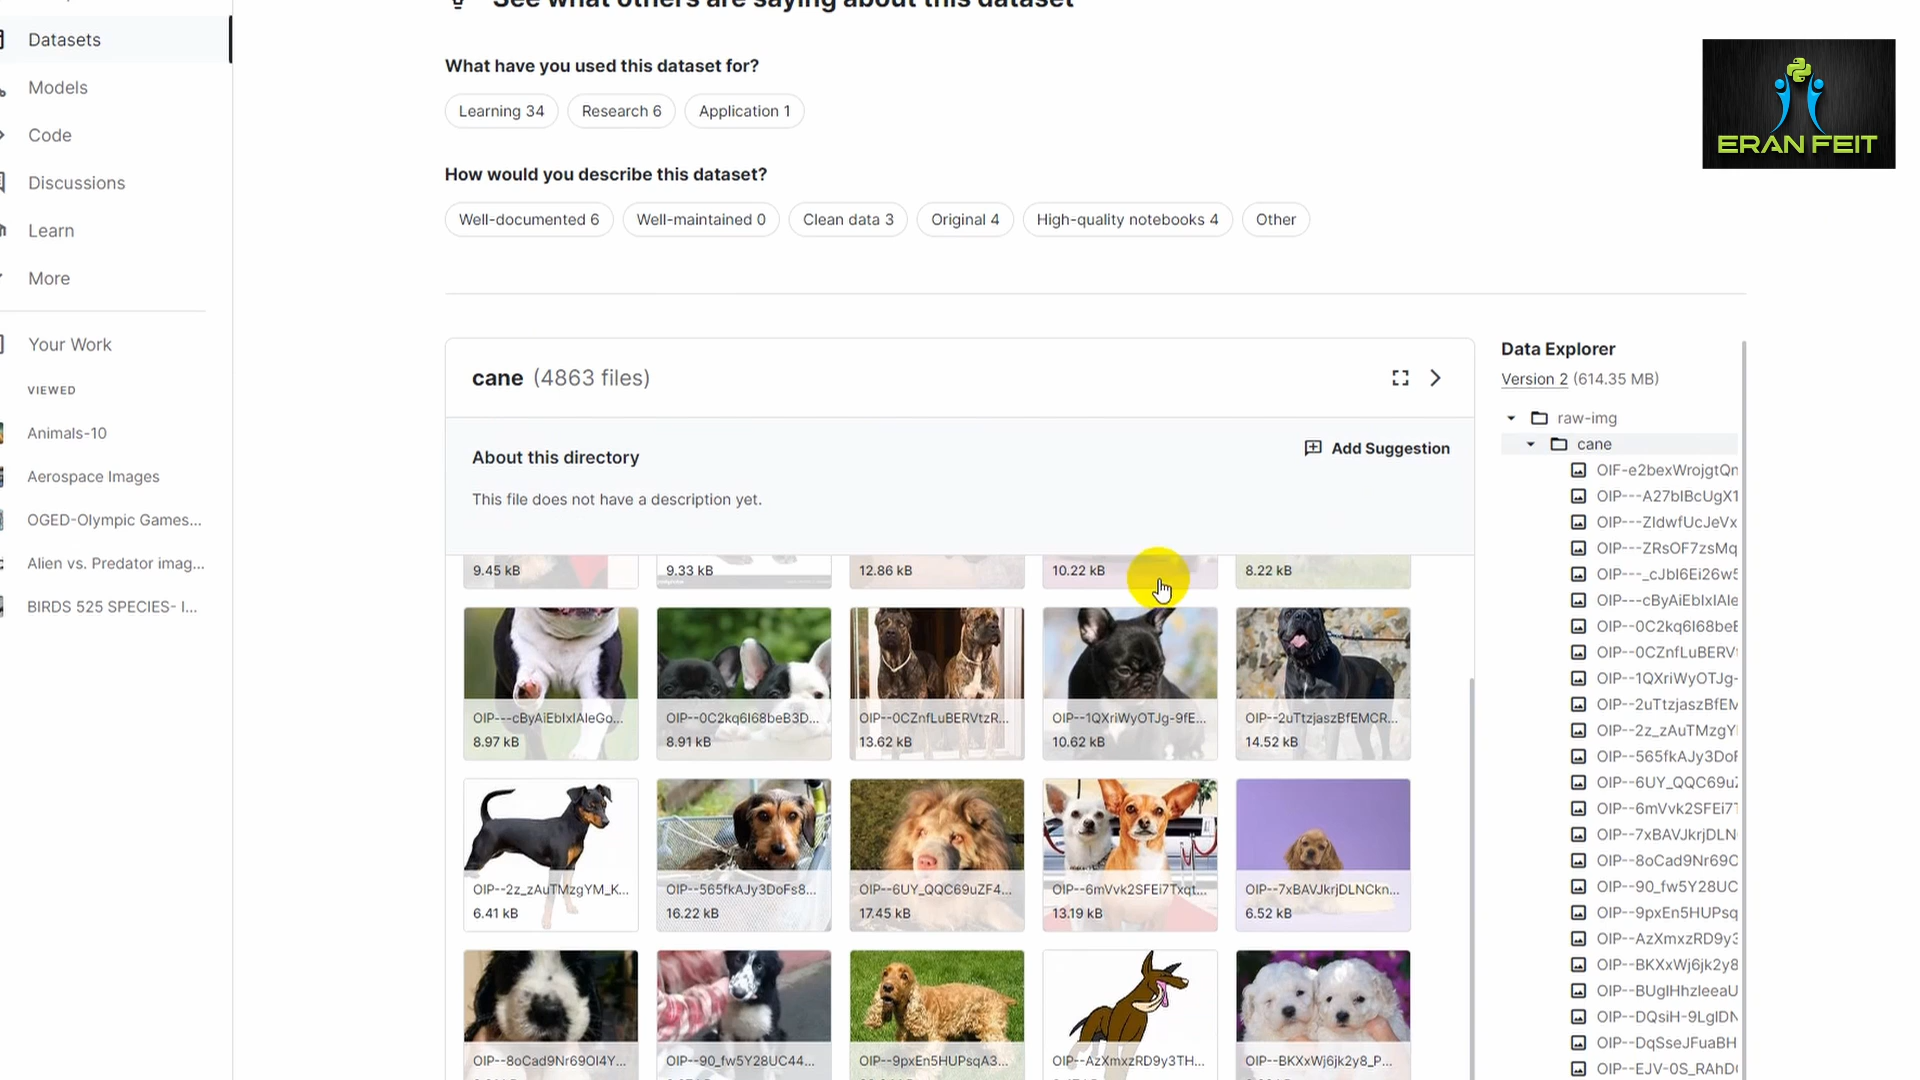 See what others are saying about this dataset
Datasets
Models
Code
Discussions
Learn
More
Your Work
VIEWED
Animals-10
Aerospace Images
OGED-Olympic Games...
Alien vs. Predator imag...
BIRDS 525 SPECIES- I...
What have you used this dataset for?
Learning 34
Research 6
Application 1
How would you describe this dataset?
Well-documented 6
Well-maintained 0
Clean data 3
Original 4
High-quality notebooks 4
Other
ERAN FEIT
cane (4863 files)
About this directory
Add Suggestion
This file does not have a description yet.
9.45 kB
9.33 kB
12.86 kB
10.22 kB
8.22 kB
OIP---cByAiEbIxIAleGo...
8.97 kB
OIP--0C2kq6I68beB3D...
8.91 kB
OIP--0CZnfLuBERVtzR...
13.62 kB
OIP--1QXriWyOTJg-9fE...
10.62 kB
OIP--2uTtzjaszBfEMCR...
14.52 kB
OIP--2z_zAuTMzgYM_K...
6.41 kB
OIP--565fkAJy3DoFs8...
16.22 kB
OIP--6UY_QQC69uZF4...
17.45 kB
OIP--6mVvk2SFEi7Txqt...
13.19 kB
OIP--7xBAVJkrjDLNCkn...
6.52 kB
OIP--8oCad9Nr69OI4Y...
OIP--90_fw5Y28UC44...
OIP--9pxEn5HUPsqA3...
OIP--AzXmxzRD9y3TH...
OIP--BKXxWj6jk2y8_P...
Data Explorer
Version 2 (614.35 MB)
raw-img
cane
OIF-e2bexWrojgtQn
OIP---A27bIBcUgX1
OIP---ZIdwfUcJeVx
OIP---ZRsOF7zsMq
OIP---_cJbI6Ei26w5
OIP---cByAiEbIxIAle
OIP--0C2kq6I68beB
OIP--0CZnfLuBERVt
OIP--1QXriWyOTJg-
OIP--2uTtzjaszBfEM
OIP--2z_zAuTMzgY
OIP--565fkAJy3DoF
OIP--6UY_QQC69uZ
OIP--6mVvk2SFEi7T
OIP--7xBAVJkrjDLN
OIP--8oCad9Nr69O
OIP--90_fw5Y28UC
OIP--9pxEn5HUPsq
OIP--AzXmxzRD9y3
OIP--BKXxWj6jk2y8
OIP--BUglHhzleeaU
OIP--DQsiH-9LglDN
OIP--DqSseJFuaBH
OIP--EJV-0S_RAhD